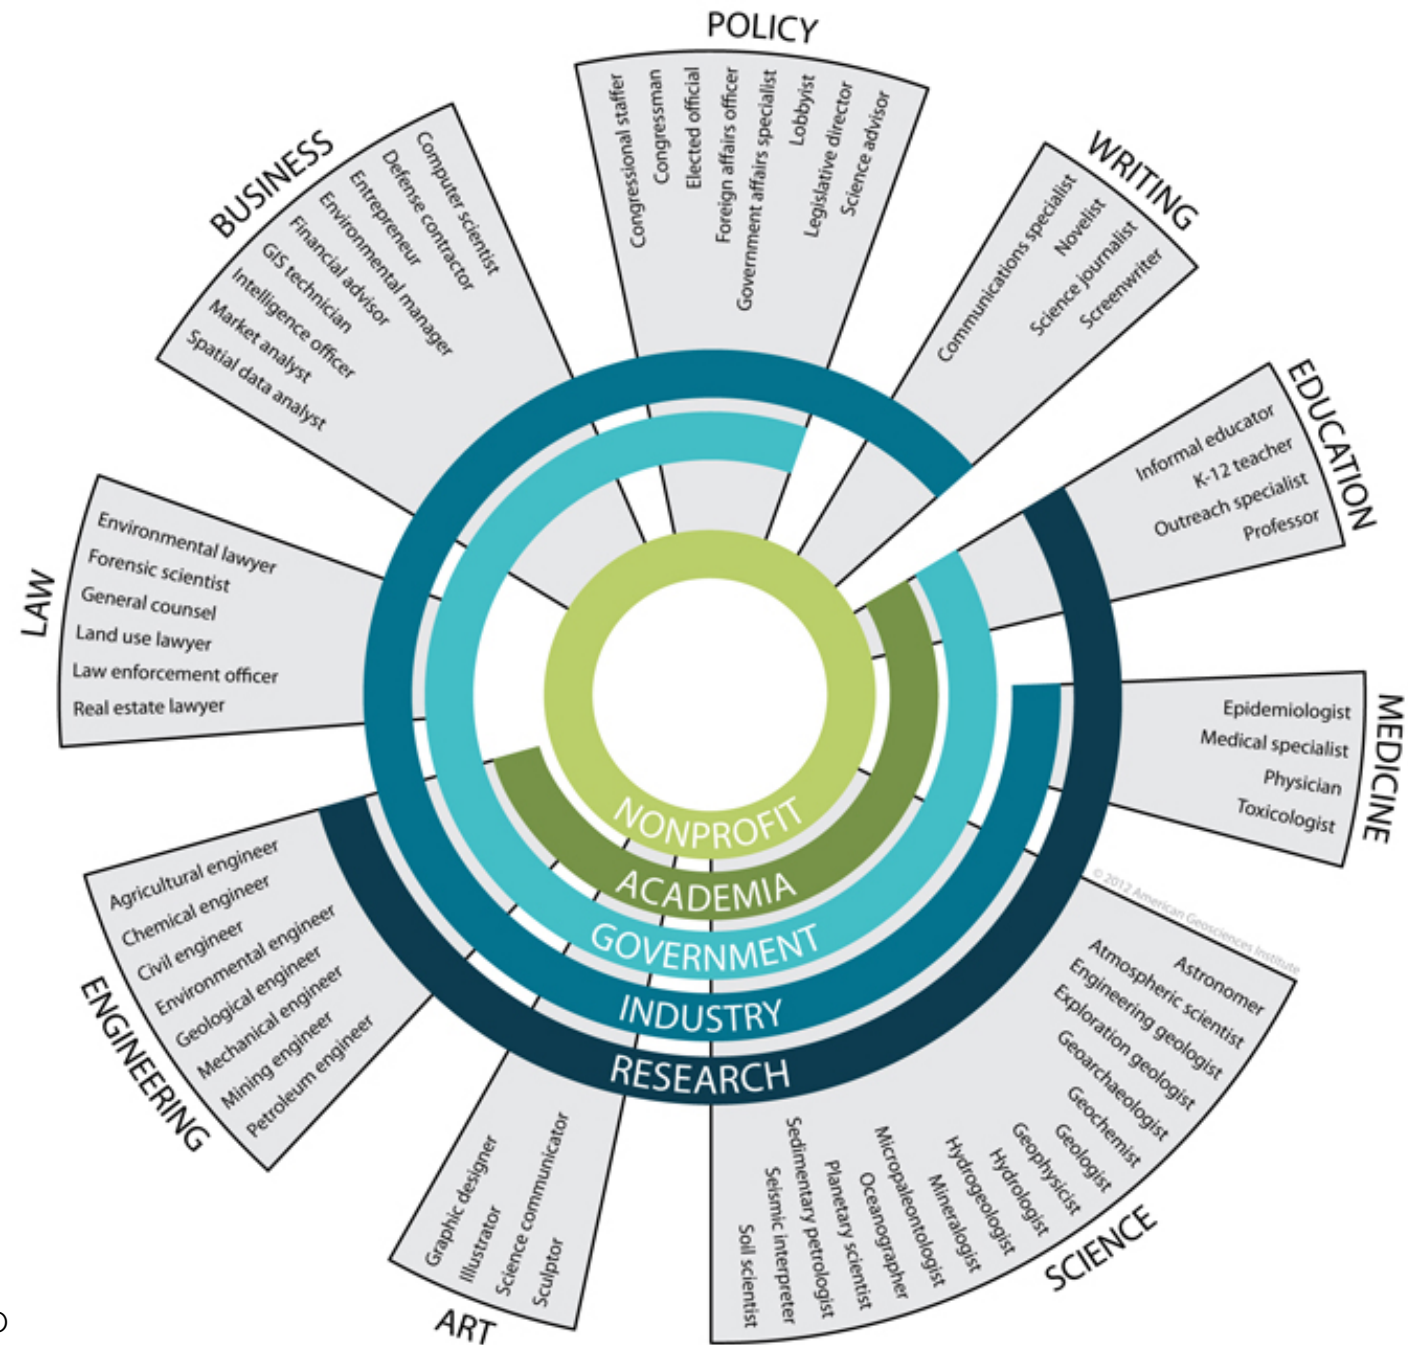 POLICY
Congressional staffer
Congressman
Elected official
Foreign affairs officer
Government affairs specialist
Lobbyist
Legislative director
Science advisor
WRITING
Communications specialist
Novelist
Science journalist
Screenwriter
EDUCATION
Informal educator
K-12 teacher
Outreach specialist
Professor
MEDICINE
Epidemiologist
Medical specialist
Physician
Toxicologist
© 2012 American Geosciences Institute
SCIENCE
Astronomer
Atmospheric scientist
Engineering geologist
Exploration geologist
Geoarchaeologist
Geochemist
Geologist
Geophysicist
Hydrologist
Hydrogeologist
Mineralogist
Micropaleontologist
Oceanographer
Planetary scientist
Sedimentary petrologist
Seismic interpreter
Soil scientist
ART
Graphic designer
Illustrator
Science communicator
Sculptor
ENGINEERING
Agricultural engineer
Chemical engineer
Civil engineer
Environmental engineer
Geological engineer
Mechanical engineer
Mining engineer
Petroleum engineer
LAW
Environmental lawyer
Forensic scientist
General counsel
Land use lawyer
Law enforcement officer
Real estate lawyer
BUSINESS
Computer scientist
Defense contractor
Entrepreneur
Environmental manager
Financial advisor
GIS technician
Intelligence officer
Market analyst
Spatial data analyst
NONPROFIT
ACADEMIA
GOVERNMENT
INDUSTRY
RESEARCH